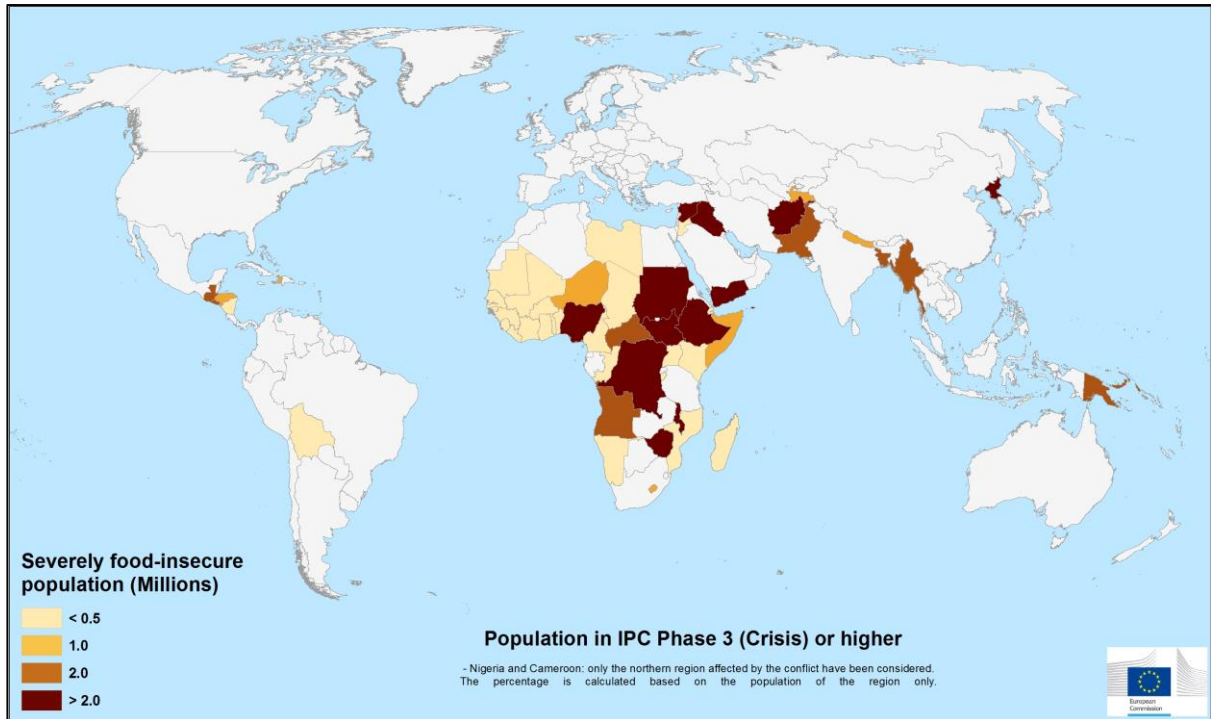 Severely food-insecure
population (Millions)
< 0.5
1.0
2.0
> 2.0
Population in IPC Phase 3 (Crisis) or higher
- Nigeria and Cameroon: only the northern region affected by the conflict have been considered.
The percentage is calculated based on the population of the region only.
European
Commission